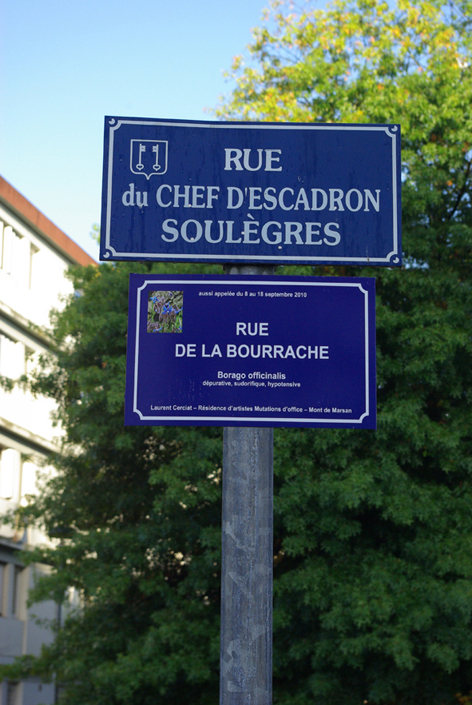 RUE
du CHEF D'ESCADRON
SOULÈGRES
aussi appelée du 8 au 18 septembre 2010
RUE
DE LA BOURRACHE
Borago officinalis
dépurative, sudorifique, hypotensive
Laurent Cerciat – Résidence d'artistes Mutations d'office – Mont de Marsan